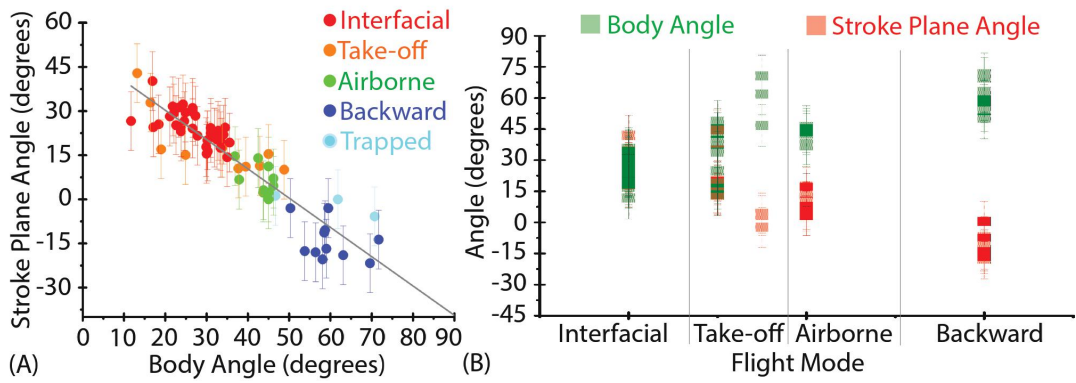 Stroke Plane Angle (degrees)
60
45
30
15
0
-15
-30
Interfacial
Take-off
Airborne
Backward
Trapped
0 10 20 30 40 50 60 70 80 90
Body Angle (degrees)
(A)
Body Angle
Stroke Plane Angle
Angle (degrees)
90
75
60
45
30
15
0
-15
-30
-45
Interfacial Take-off Airborne Backward
Flight Mode
(B)